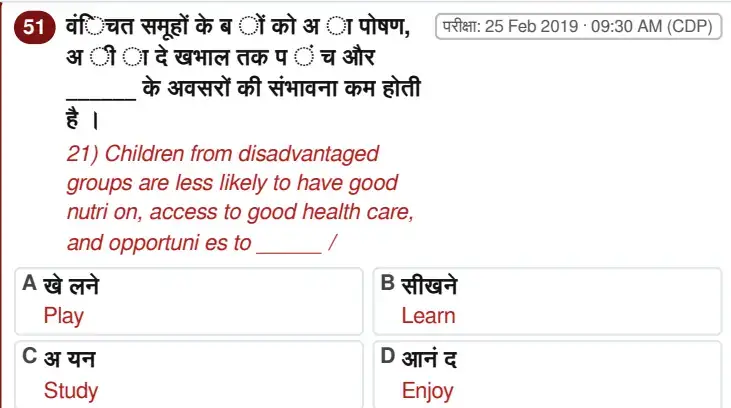 51 वंिचत समूहों के ब ों को अ ा पोषण,
परीक्षा: 25 Feb 2019 · 09:30 AM (CDP)
अ ी ा दे खभाल तक प ं च और
______ के अवसरों की संभावना कम होती
है ।
21) Children from disadvantaged
groups are less likely to have good
nutri on, access to good health care,
and opportuni es to ______ /
A खे लने
Play
B सीखने
Learn
C अ यन
Study
D आनं द
Enjoy